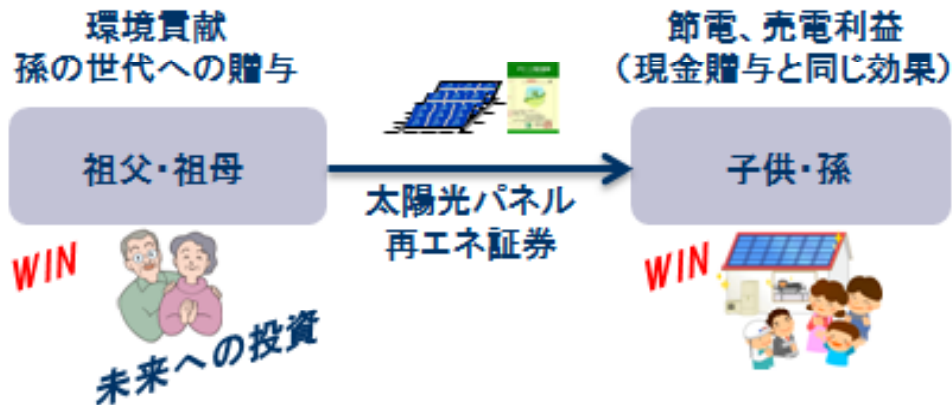 環境貢献
孫の世代への贈与
祖父・祖母
WIN
未来への投資
太陽光パネル
再エネ証券
節電、売電利益
（現金贈与と同じ効果）
子供・孫
WIN